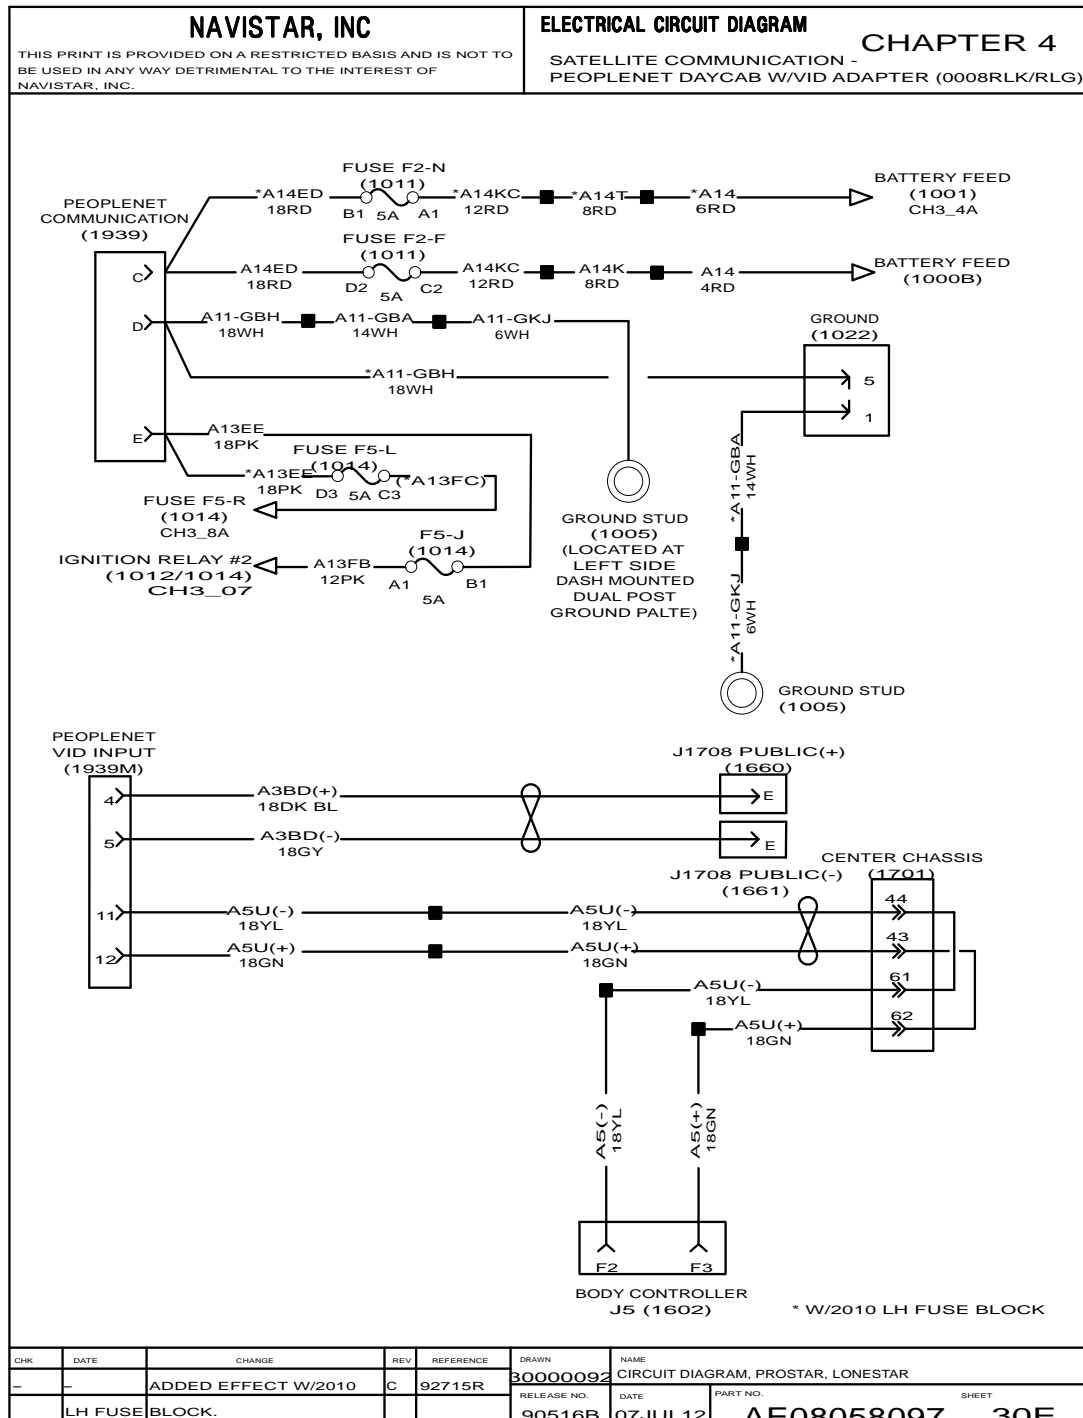 NAVISTAR, INC
THIS PRINT IS PROVIDED ON A RESTRICTED BASIS AND IS NOT TO
BE USED IN ANY WAY DETRIMENTAL TO THE INTEREST OF
NAVISTAR, INC.
ELECTRICAL CIRCUIT DIAGRAM
CHAPTER 4
SATELLITE COMMUNICATION -
PEOPLENET DAYCAB W/VID ADAPTER (0008RLK/RLG)
FUSE F2-N
(1011)
*A14ED
18RD
B1 5A A1
*A14KC
12RD
*A14T
8RD
*A14
6RD
BATTERY FEED
(1001)
CH3_4A
PEOPLENET
COMMUNICATION
(1939)
FUSE F2-F
(1011)
C
A14ED
18RD
D2 5A C2
A14KC
12RD
A14K
8RD
A14
4RD
BATTERY FEED
(1000B)
D
A11-GBH
18WH
A11-GBA
14WH
A11-GKJ
6WH
GROUND
(1022)
*A11-GBH
18WH
5
1
E
A13EE
18PK
FUSE F5-L
(1014)
*A13EE
18PK
D3 5A C3
(*A13FC)
FUSE F5-R
(1014)
CH3_8A
F5-J
(1014)
IGNITION RELAY #2
(1012/1014)
CH3_07
A13FB
12PK
A1 5A B1
GROUND STUD
(1005)
(LOCATED AT
LEFT SIDE
DASH MOUNTED
DUAL POST
GROUND PALTE)
*A11-GBA
14WH
*A11-GKJ
6WH
GROUND STUD
(1005)
PEOPLENET
VID INPUT
(1939M)
J1708 PUBLIC(+)
(1660)
4
A3BD(+)
18DK BL
E
5
A3BD(-)
18GY
E
J1708 PUBLIC(-)
(1661)
CENTER CHASSIS
(1701)
11
A5U(-)
18YL
A5U(-)
18YL
44
12
A5U(+)
18GN
A5U(+)
18GN
43
A5U(-)
18YL
61
A5U(+)
18GN
62
A5(-)
18YL
A5(+)
18GN
F2
F3
BODY CONTROLLER
J5 (1602)
* W/2010 LH FUSE BLOCK
CHK DATE CHANGE REV REFERENCE
- - ADDED EFFECT W/2010 C 92715R
LH FUSE BLOCK.
DRAWN
30000092
NAME
CIRCUIT DIAGRAM, PROSTAR, LONESTAR
RELEASE NO.
90516B
DATE
07JUL12
PART NO.
AE08058097
SHEET
30E